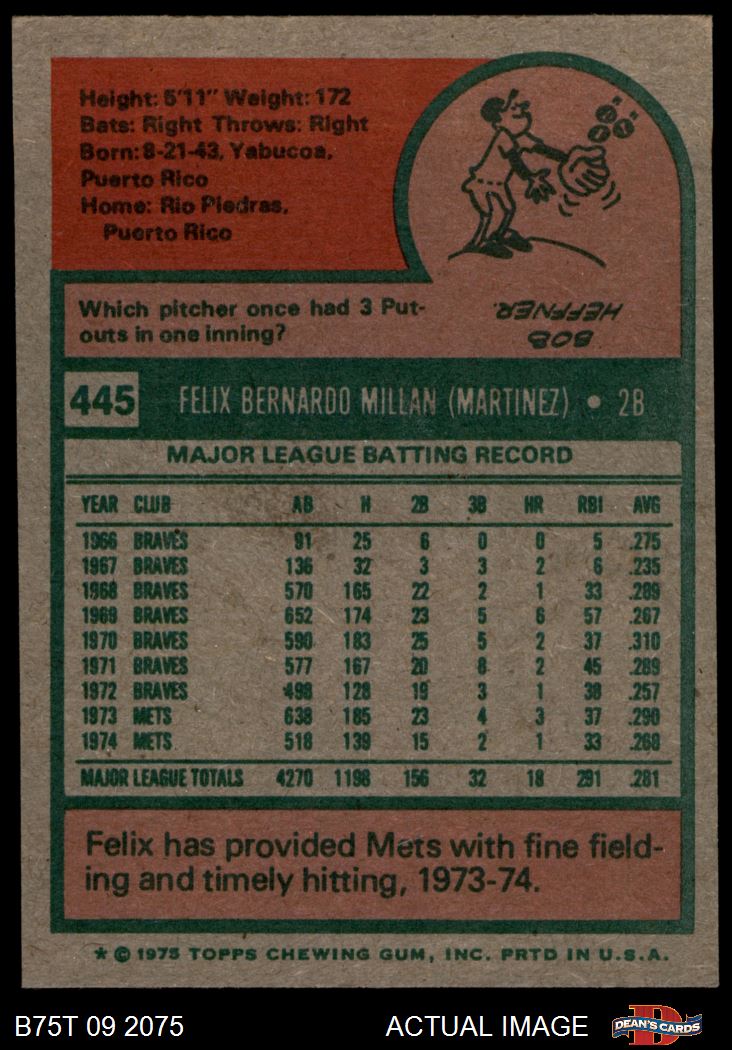 Height: 5'11" Weight: 172
Bats: Right Throws: Right
Born: 8-21-43, Yabucoa,
Puerto Rico
Home: Rio Piedras,
Puerto Rico
Which pitcher once had 3 Put-
outs in one inning?
BOB
HEFFNER.
445 FELIX BERNARDO MILLAN (MARTINEZ) • 2B
MAJOR LEAGUE BATTING RECORD
YEAR CLUB AB H 2B 3B HR RBI AVG
1966 BRAVES 91 25 6 0 0 5 .275
1967 BRAVES 136 32 3 3 2 6 .235
1968 BRAVES 570 165 22 2 1 33 .289
1969 BRAVES 652 174 23 5 6 57 .267
1970 BRAVES 590 183 25 5 2 37 .310
1971 BRAVES 577 167 20 8 2 45 .289
1972 BRAVES 498 128 19 3 1 38 .257
1973 METS 638 185 23 4 3 37 .290
1974 METS 518 139 15 2 1 33 .268
MAJOR LEAGUE TOTALS 4270 1198 156 32 18 291 .281
Felix has provided Mets with fine field-
ing and timely hitting, 1973-74.
* © 1975 TOPPS CHEWING GUM, INC. PRTD IN U.S.A.
B75T 09 2075 ACTUAL IMAGE DEAN'S CARDS